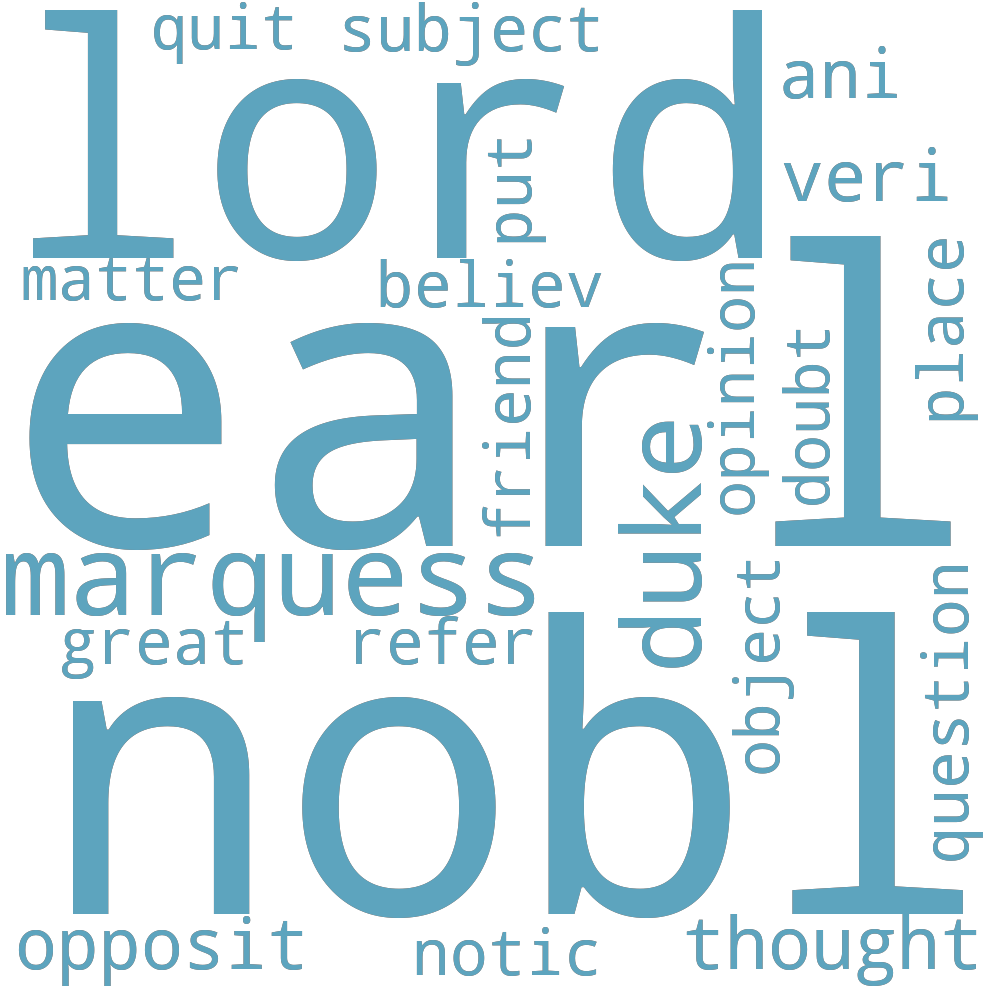 quit subject
lord
ani
put
veri
matter
believ
earl
friend
opinion
doubt
place
duke
marquess
great
refer
nobl
object
question
opposit
notic
thought